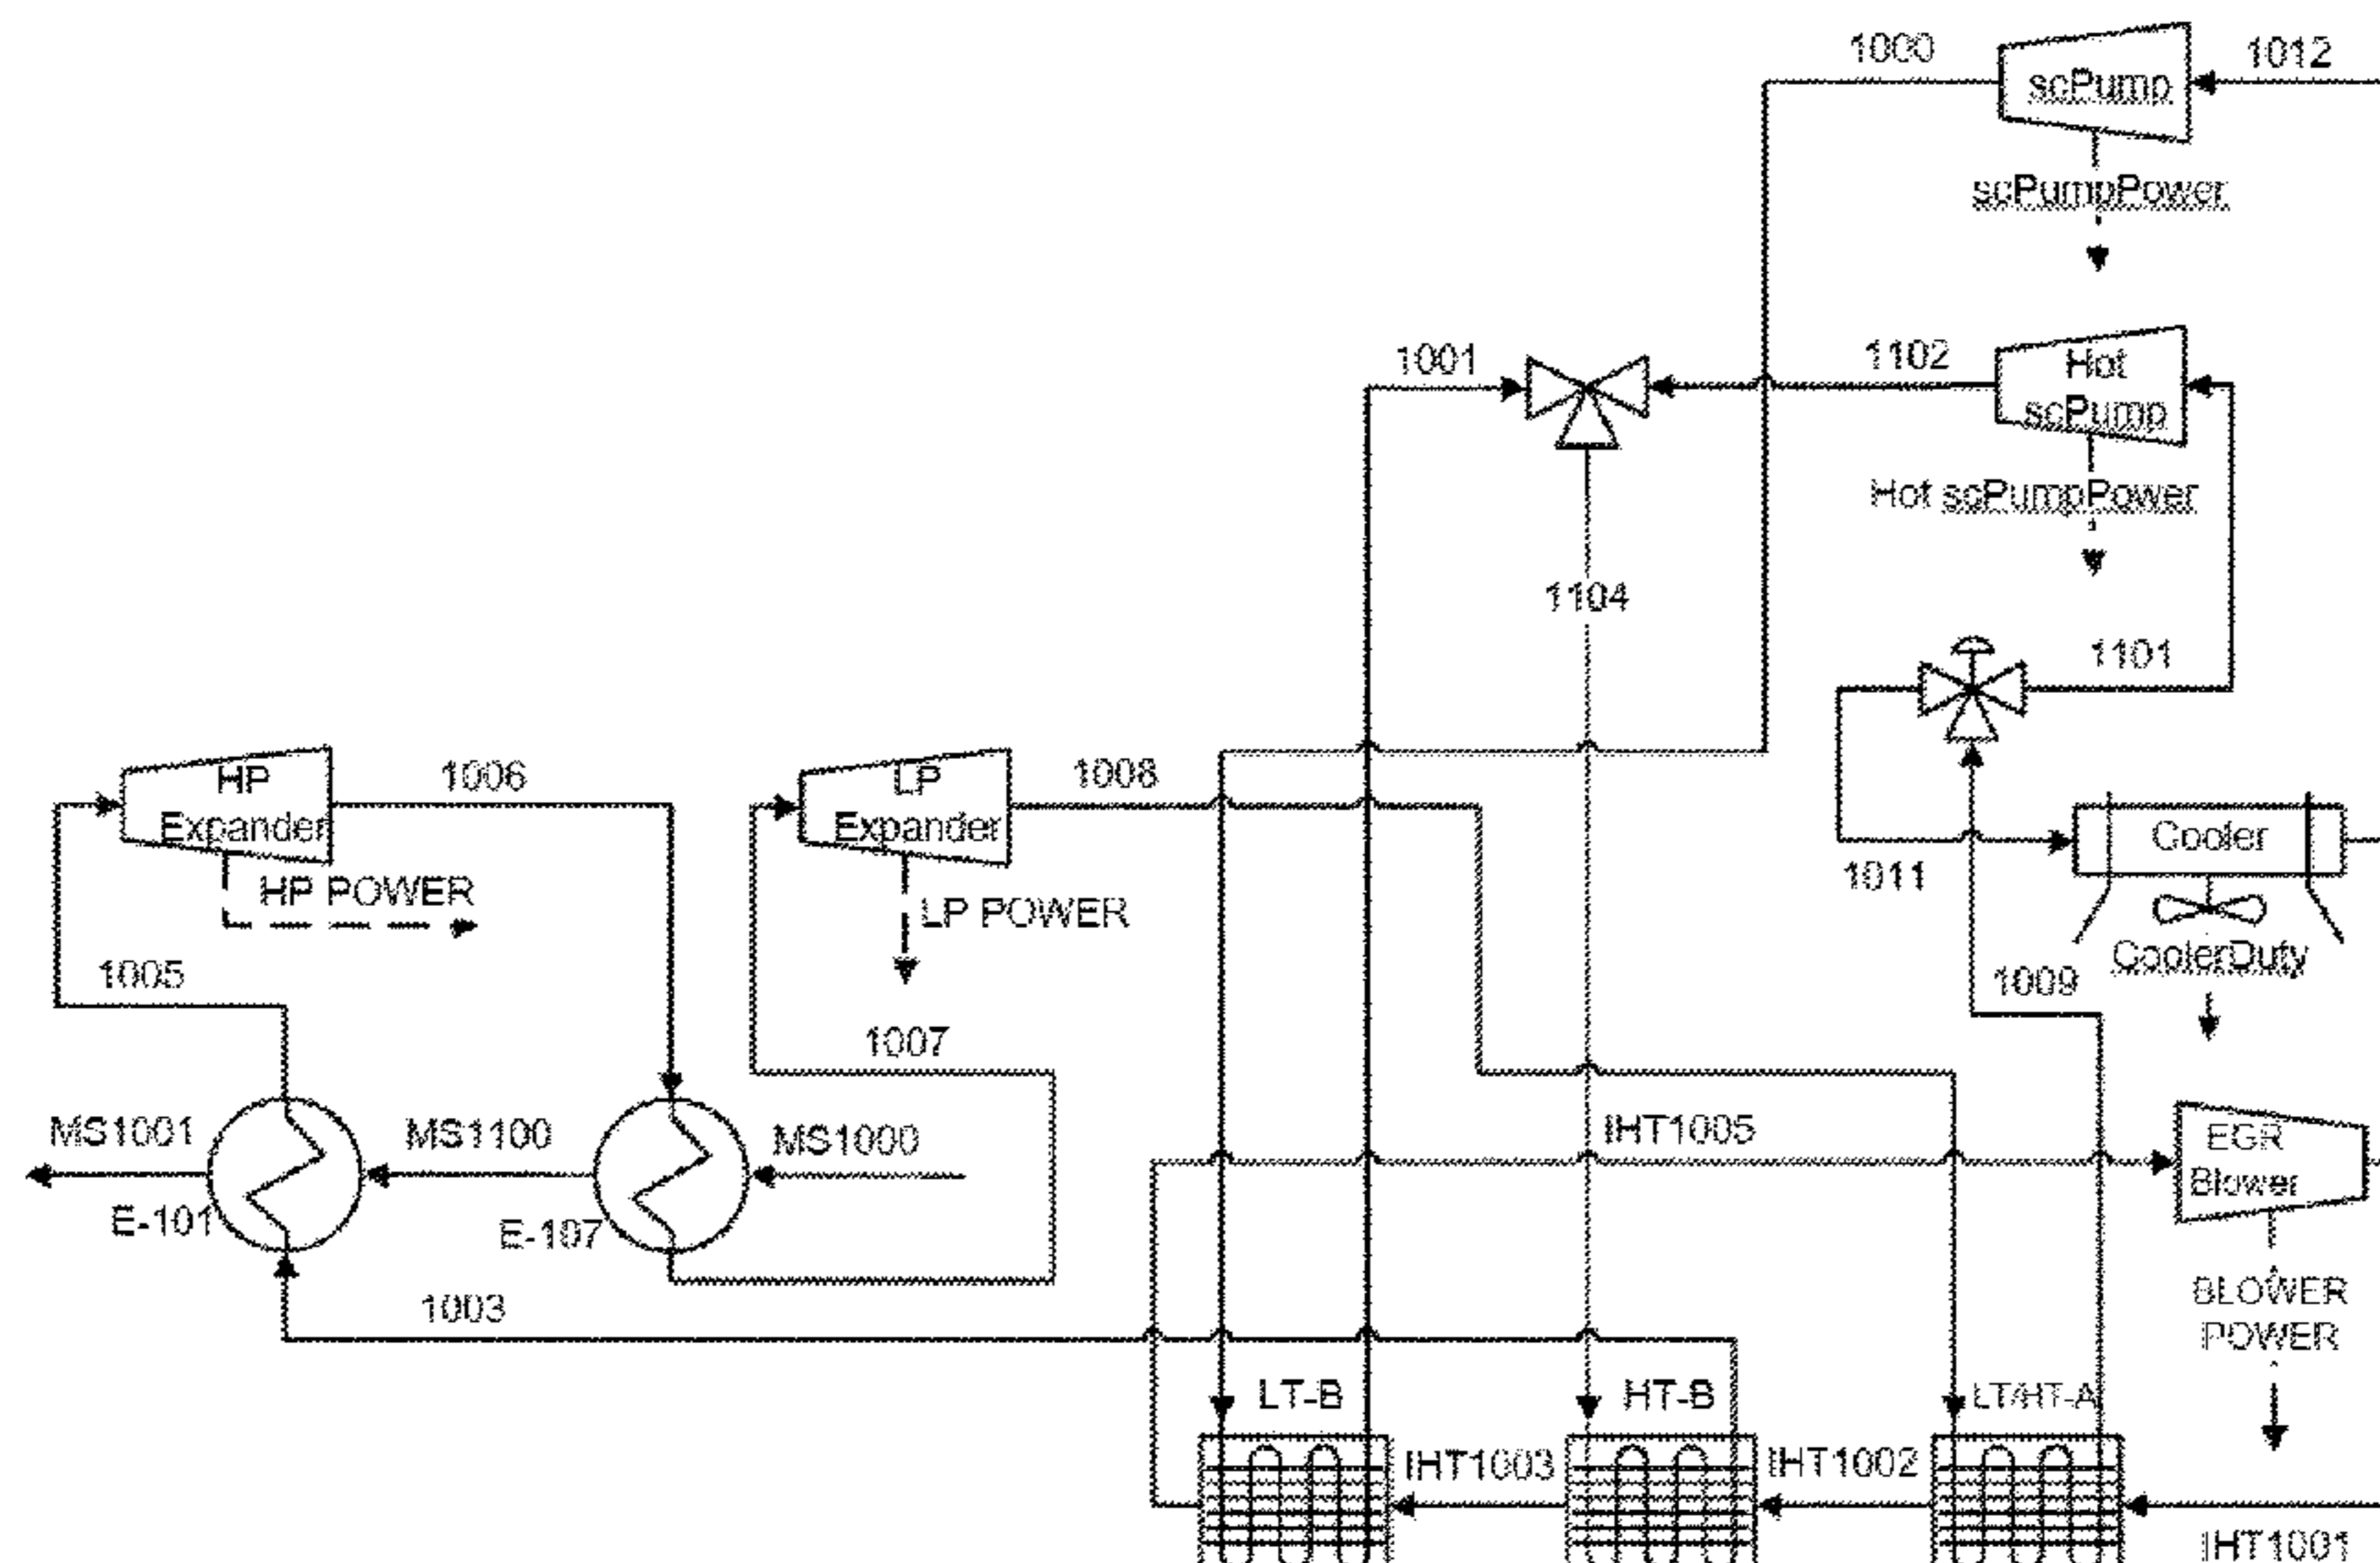 1000
scPump
1012
scPumpPower
1001
1102
Hot
scPump
Hot scPumpPower
1104
1101
HP
Expander
1006
LP
Expander
1008
Cooler
1011
HP POWER
LP POWER
CoolerDuty
1005
1009
1007
MS1001
MS1100
MS1000
IHT1005
EGR
Blower
E-101
E-107
BLOWER
POWER
1003
LT-B
HT-B
LT/HT-A
IHT1003
IHT1002
IHT1001